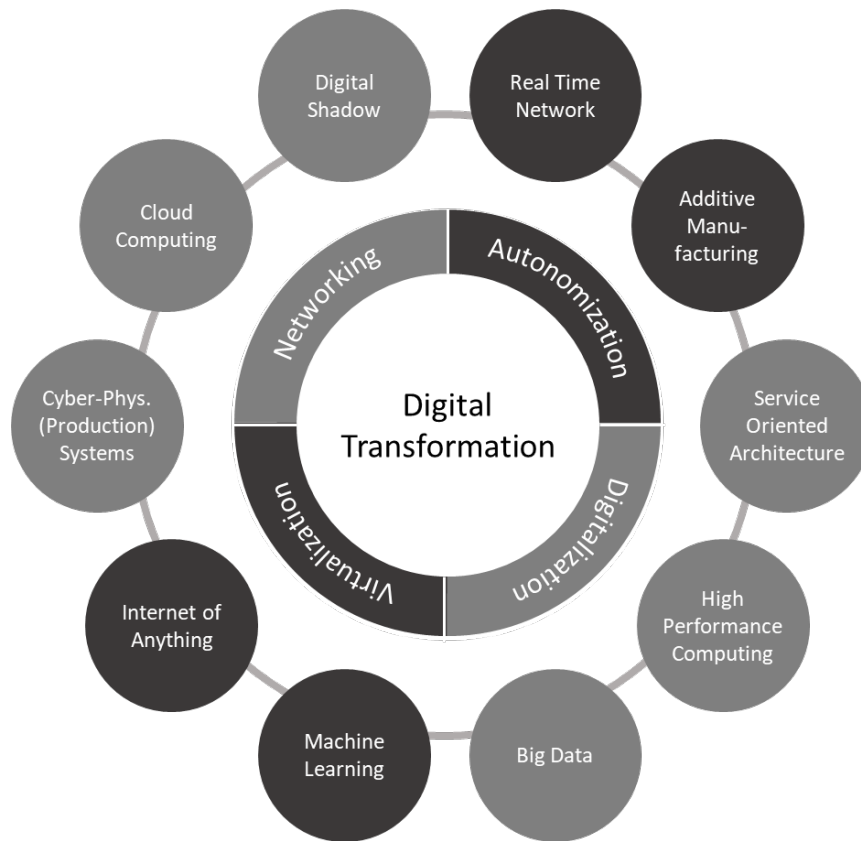 Digital
Shadow
Real Time
Network
Cloud
Computing
Additive
Manu-
facturing
Networking
Autonomization
Cyber-Phys.
(Production)
Systems
Digital
Transformation
Service
Oriented
Architecture
Virtualization
Digitalization
Internet of
Anything
High
Performance
Computing
Machine
Learning
Big Data